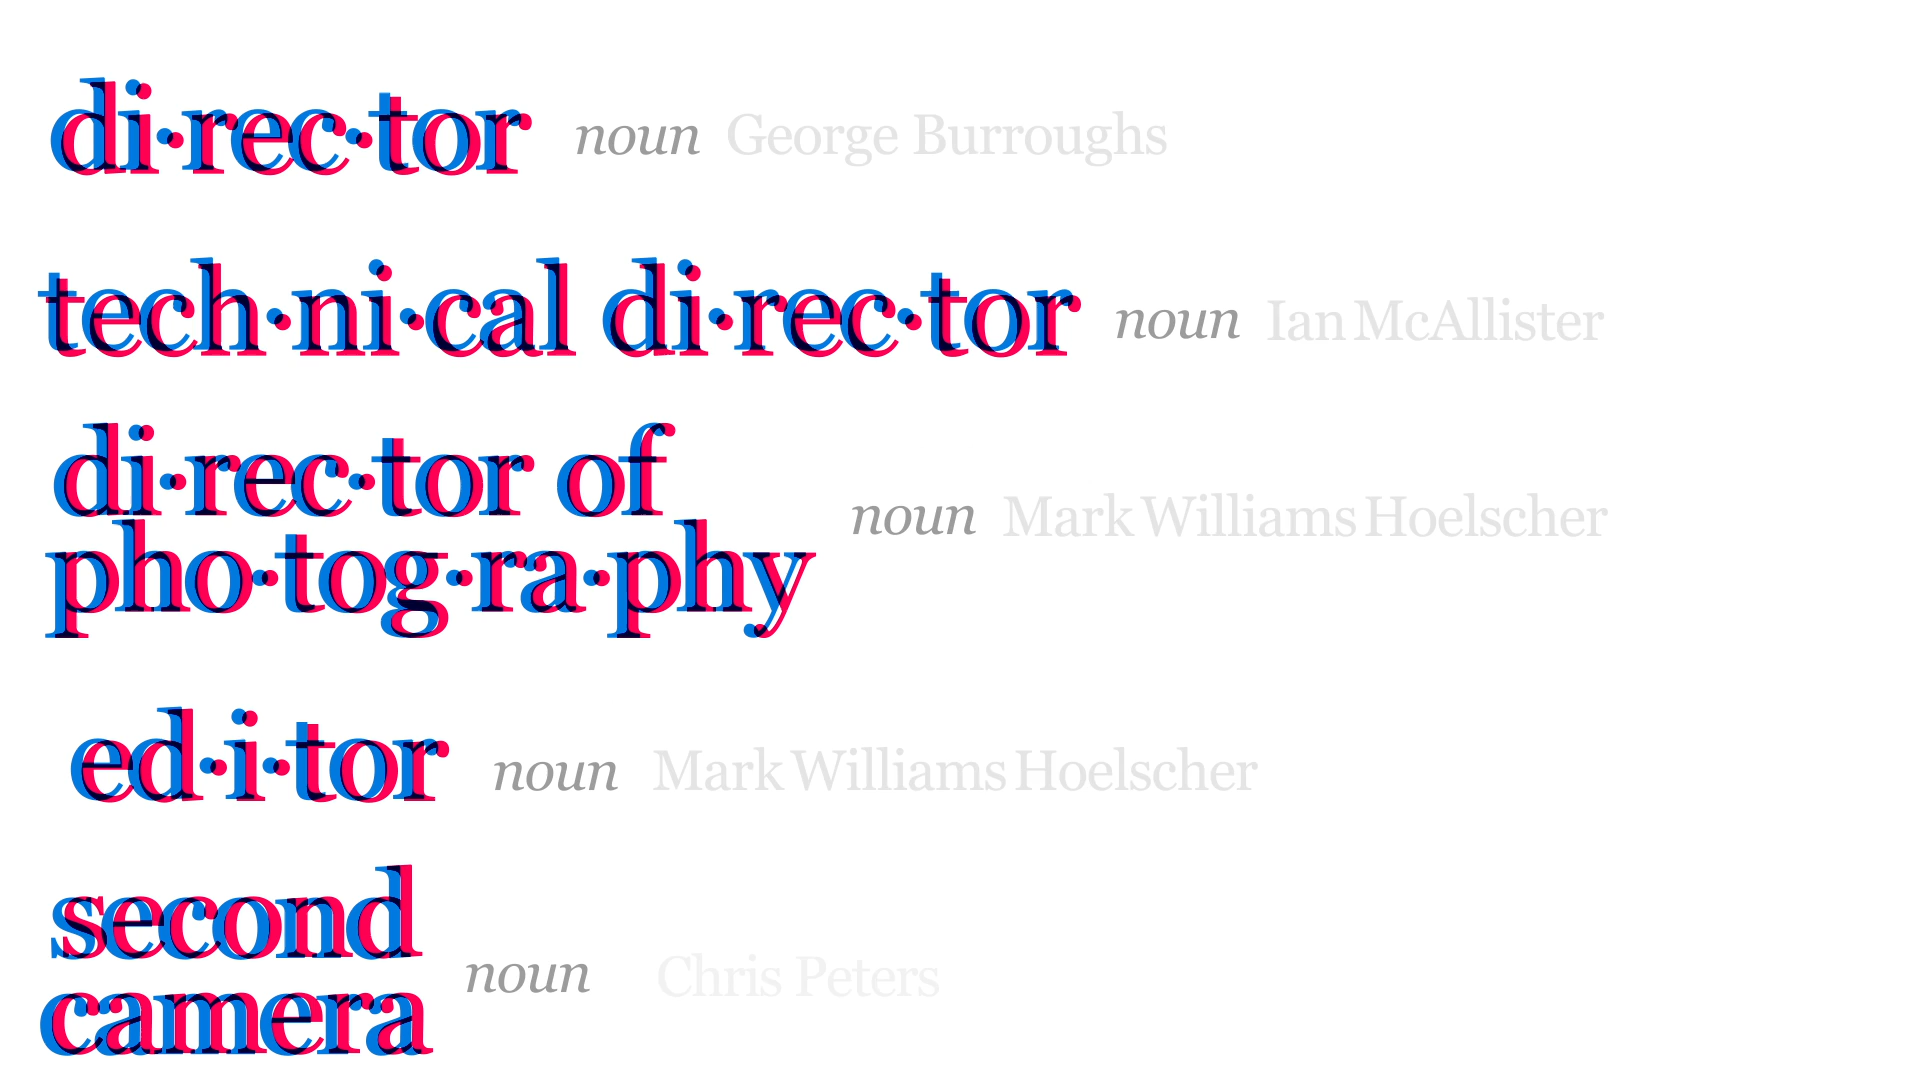 di·rec·tor noun George Burroughs
tech·ni·cal di·rec·tor noun Ian McAllister
di·rec·tor of
pho·tog·ra·phy noun Mark Williams Hoelscher
ed·i·tor noun Mark Williams Hoelscher
second
camera noun Chris Peters